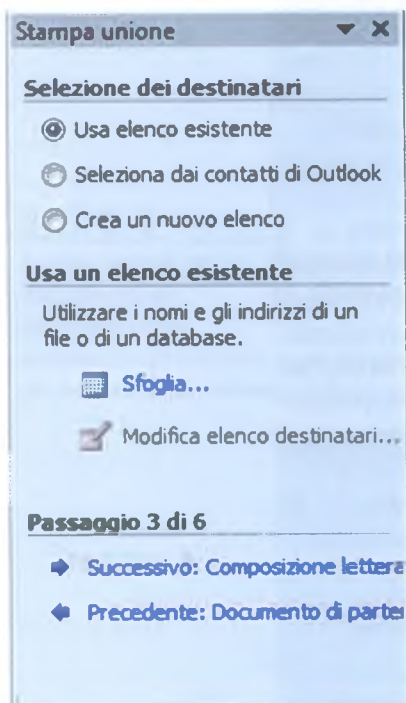 Stampa unione
Selezione dei destinatari
Usa elenco esistente
Seleziona dai contatti di Outlook
Crea un nuovo elenco
Usa un elenco esistente
Utilizzare i nomi e gli indirizzi di un
file o di un database.
Sfoglia...
Modifica elenco destinatari...
Passaggio 3 di 6
Successivo: Composizione lettera
Precedente: Documento di parte